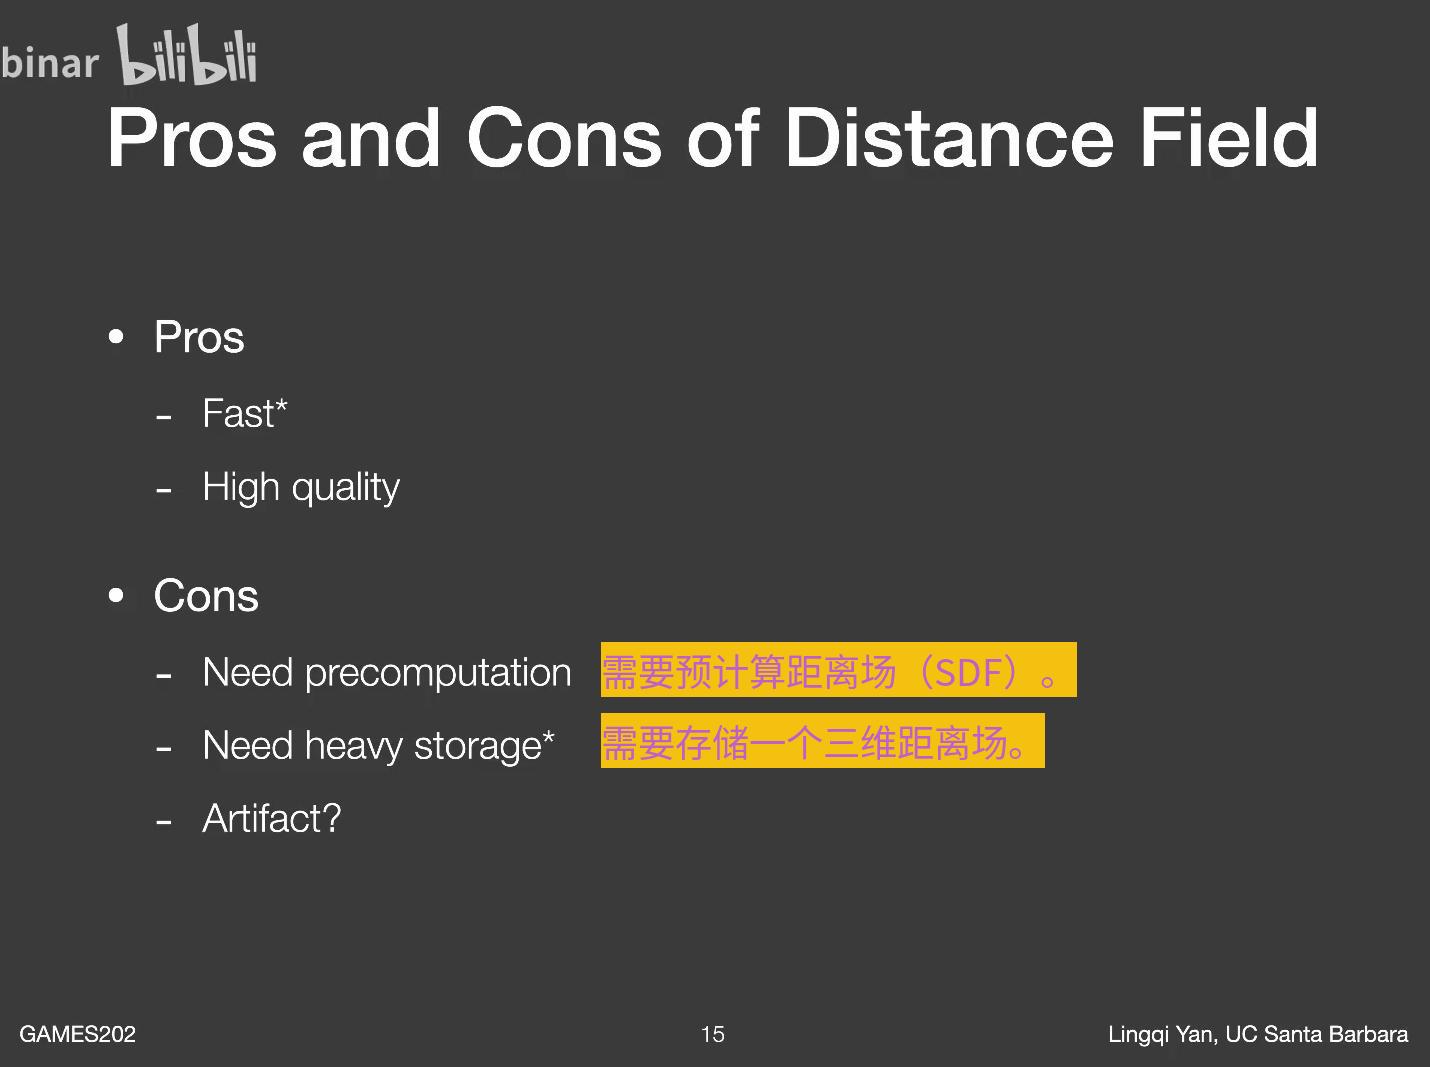 binar bilibili
Pros and Cons of Distance Field
• Pros
- Fast*
- High quality
• Cons
- Need precomputation 需要预计算距离场（SDF）。
- Need heavy storage* 需要存储一个三维距离场。
- Artifact?
GAMES202 15 Lingqi Yan, UC Santa Barbara